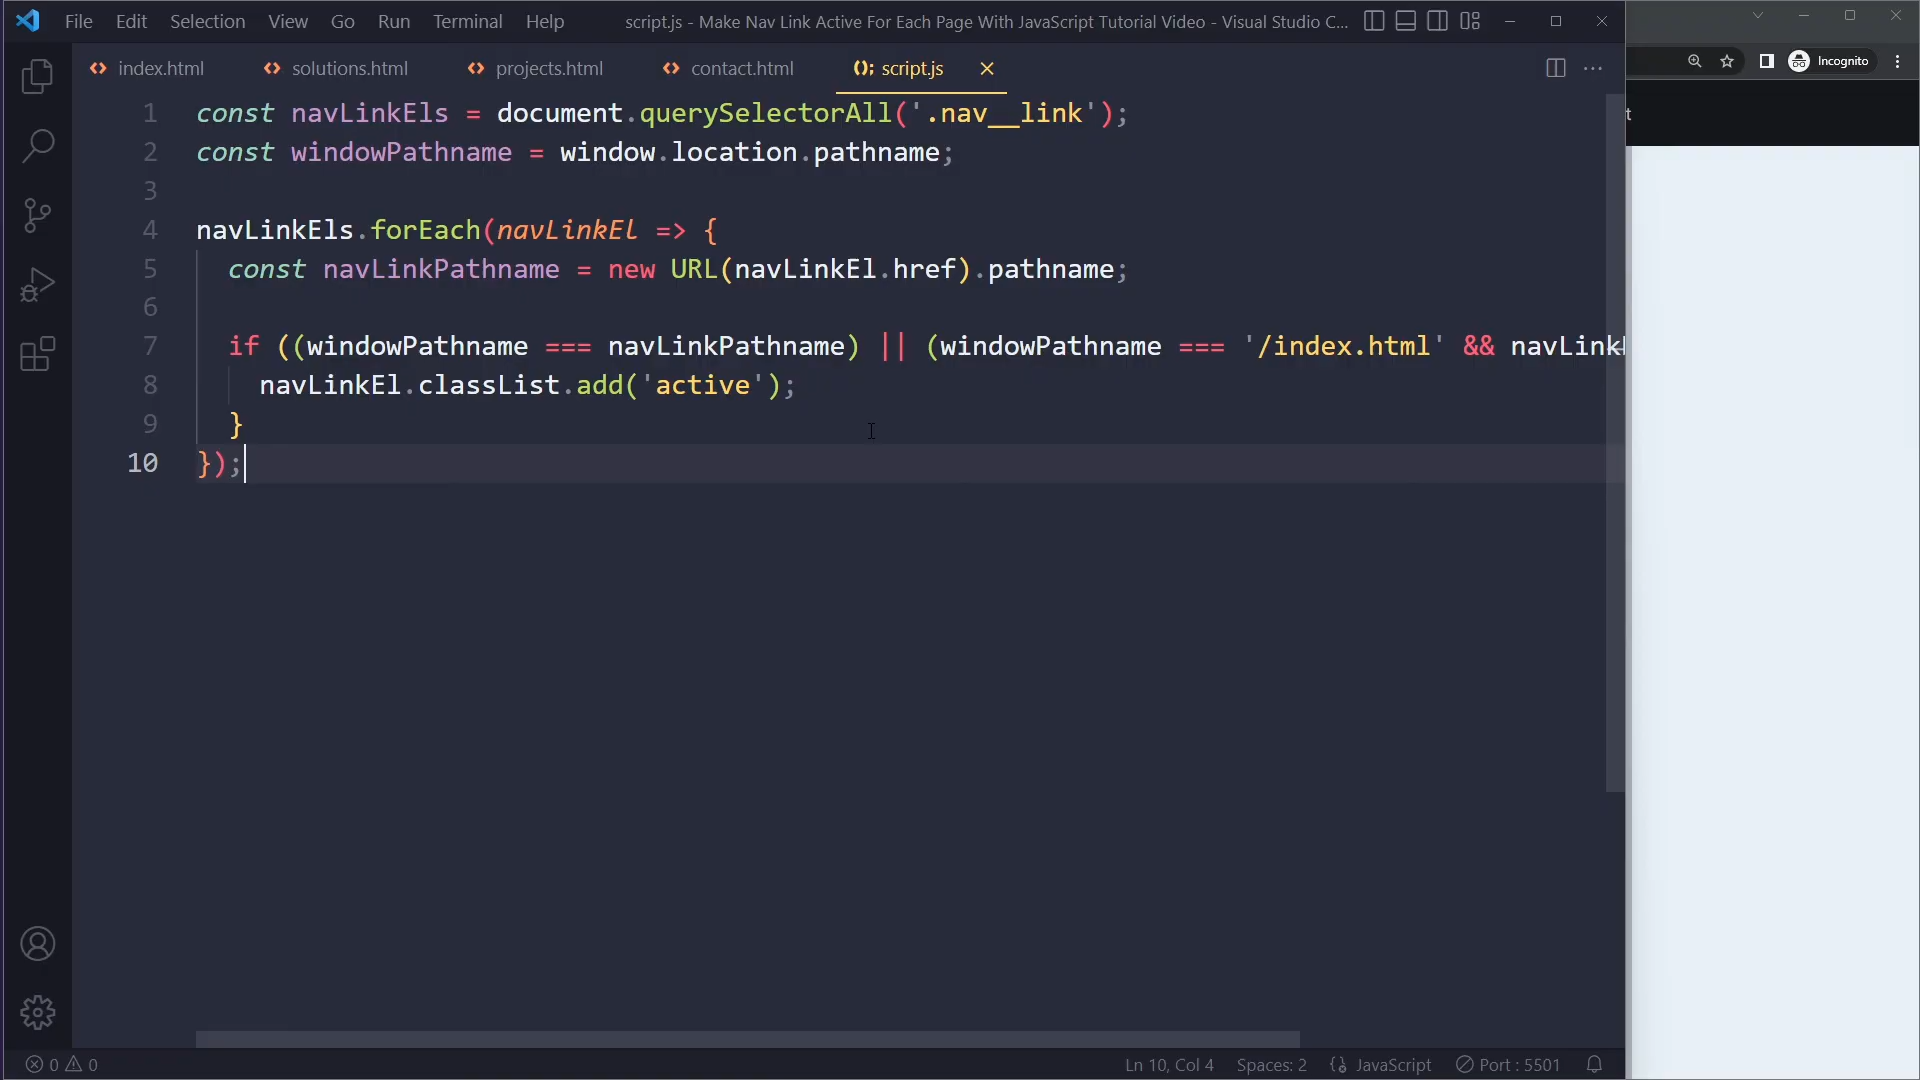 File Edit Selection View Go Run Terminal Help script.js - Make Nav Link Active For Each Page With JavaScript Tutorial Video - Visual Studio C...
index.html solutions.html projects.html contact.html script.js
Incognito
t
1 const navLinkEls = document.querySelectorAll('.nav__link');
2 const windowPathname = window.location.pathname;
3
4 navLinkEls.forEach(navLinkEl => {
5 const navLinkPathname = new URL(navLinkEl.href).pathname;
6
7 if ((windowPathname === navLinkPathname) || (windowPathname === '/index.html' && navLink
8 navLinkEl.classList.add('active');
9 }
10 });
0 0 Ln 10, Col 4 Spaces: 2 JavaScript Port : 5501